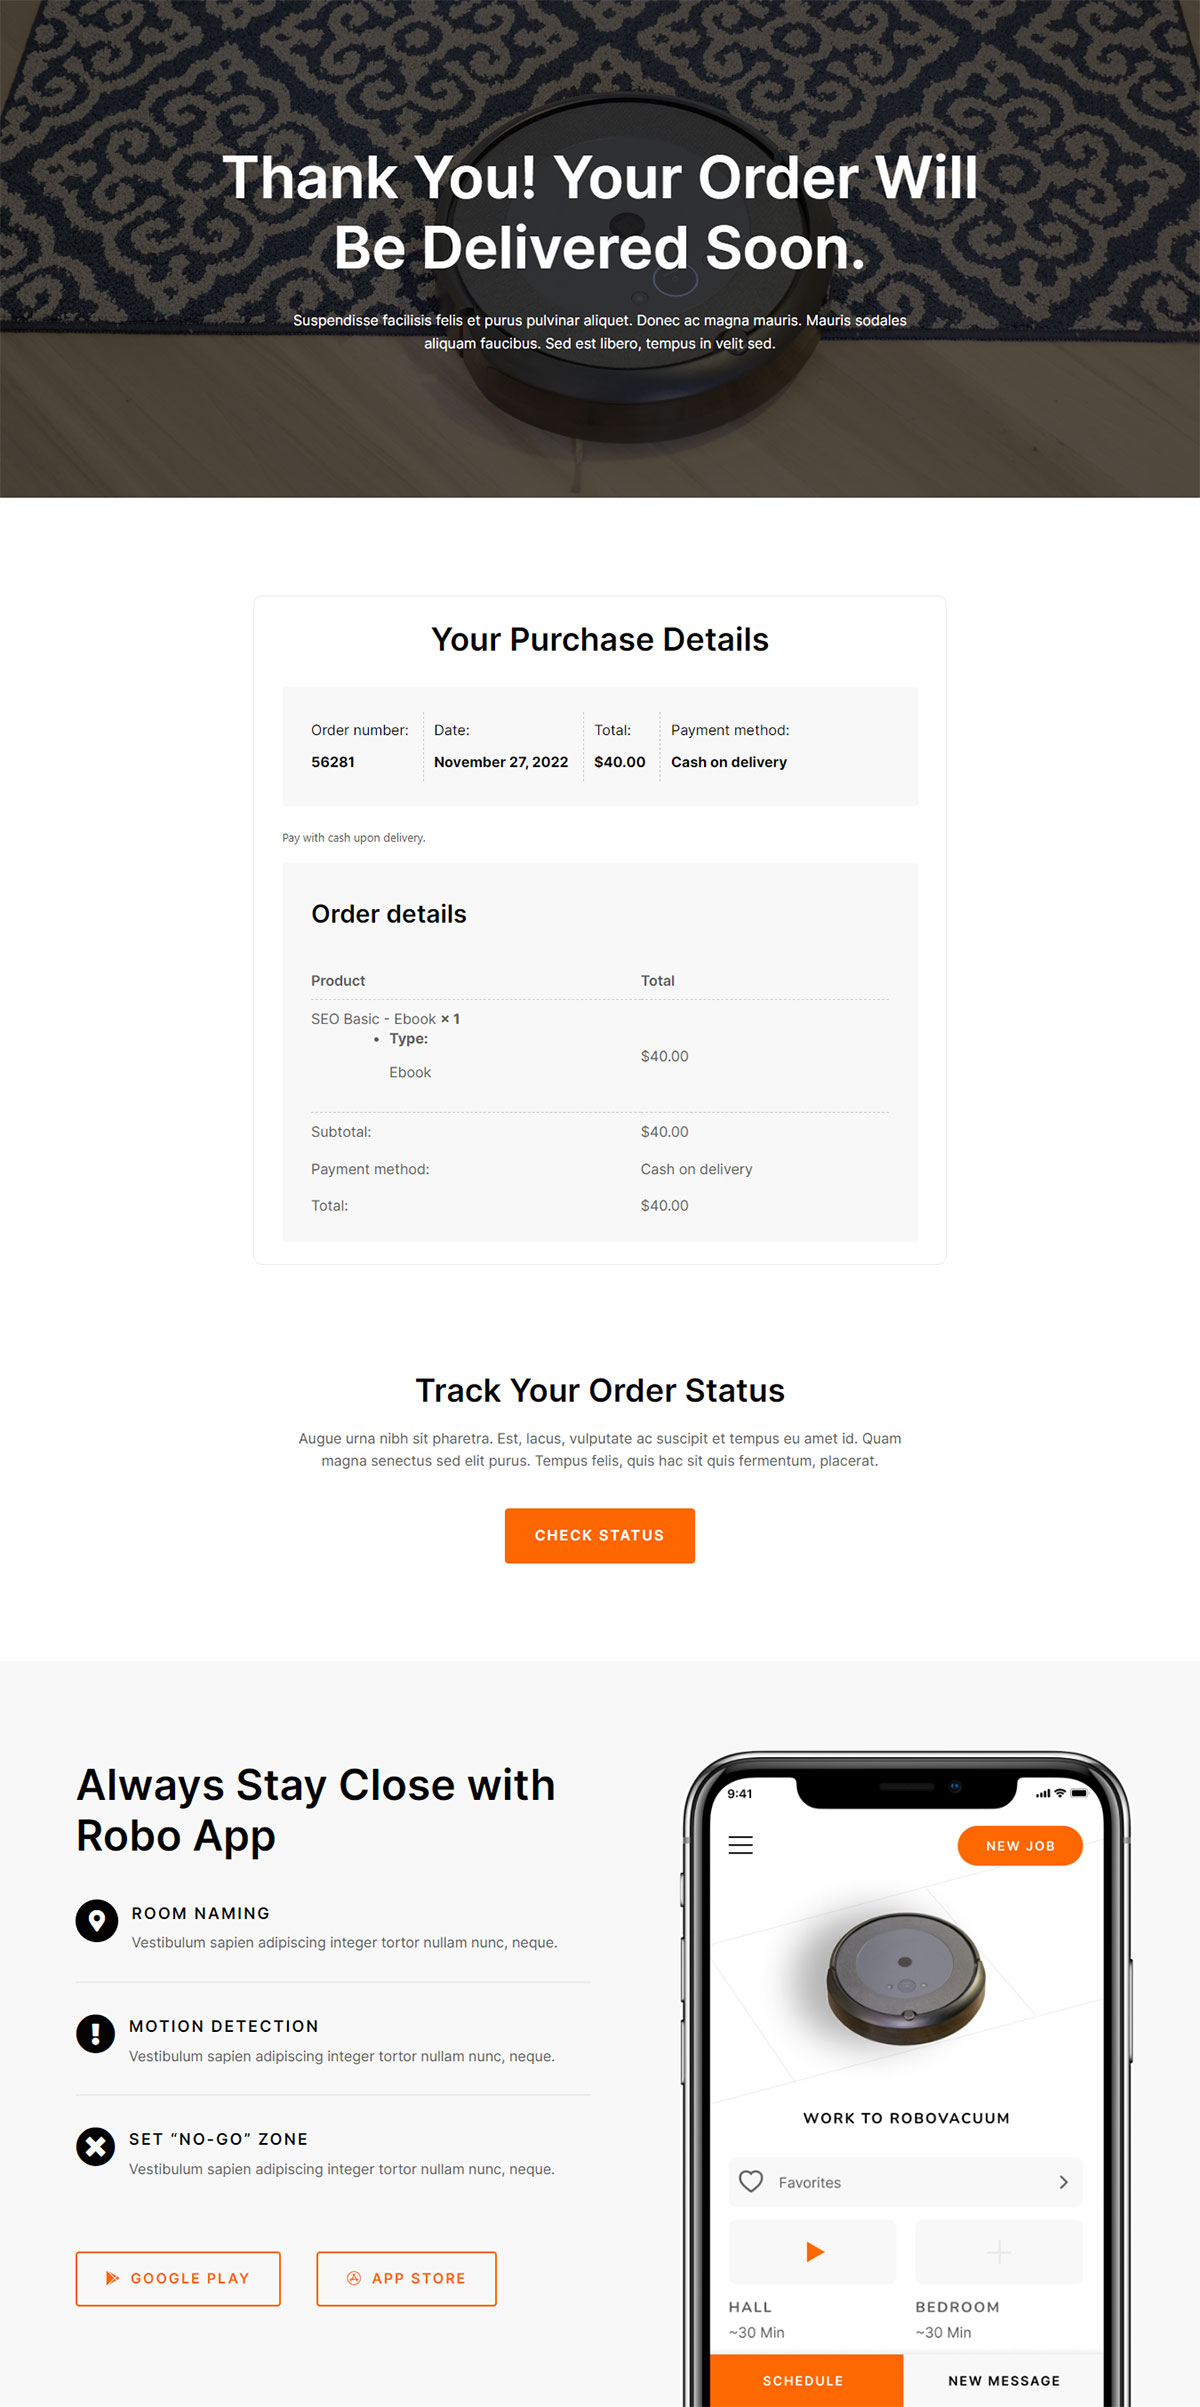 Thank You! Your Order Will
Be Delivered Soon.
Suspendisse facilisis felis et purus pulvinar aliquet. Donec ac magna mauris. Mauris sodales
aliquam faucibus. Sed est libero, tempus in velit sed.
Your Purchase Details
Order number: Date: Total: Payment method:
56281 November 27, 2022 $40.00 Cash on delivery
Pay with cash upon delivery.
Order details
Product Total
SEO Basic - Ebook × 1
• Type:
$40.00
Ebook
Subtotal: $40.00
Payment method: Cash on delivery
Total: $40.00
Track Your Order Status
Augue urna nibh sit pharetra. Est, lacus, vulputate ac suscipit et tempus eu amet id. Quam
magna senectus sed elit purus. Tempus felis, quis hac sit quis fermentum, placerat.
CHECK STATUS
Always Stay Close with
Robo App
ROOM NAMING
Vestibulum sapien adipiscing integer tortor nullam nunc, neque.
MOTION DETECTION
Vestibulum sapien adipiscing integer tortor nullam nunc, neque.
SET “NO-GO” ZONE
Vestibulum sapien adipiscing integer tortor nullam nunc, neque.
GOOGLE PLAY APP STORE
9:41
NEW JOB
WORK TO ROBOVACUUM
Favorites
HALL BEDROOM
~30 Min ~30 Min
SCHEDULE NEW MESSAGE